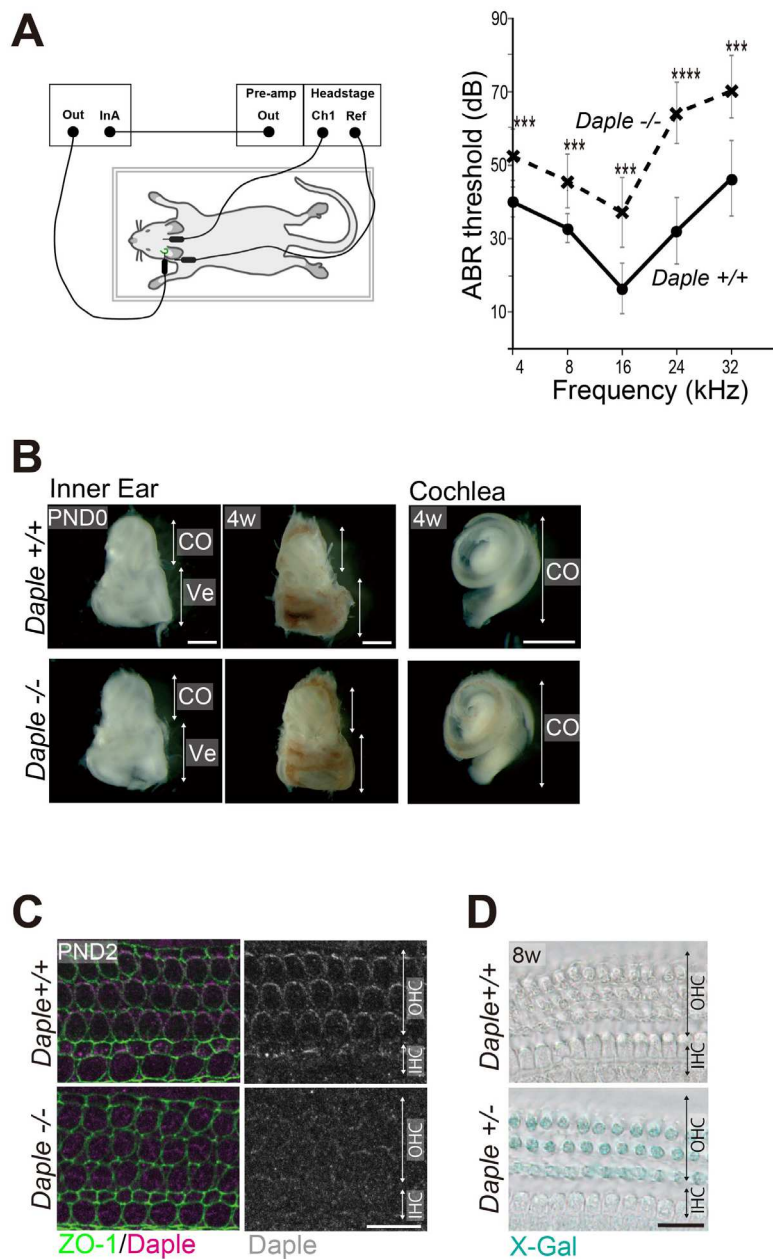 A
Pre-amp Headstage
Out InA Out Ch1 Ref
ABR threshold (dB)
90
70
50
30
10
*** *** *** **** ***
Daple -/-
Daple +/+
4 8 16 24 32
Frequency (kHz)
B
Inner Ear Cochlea
Daple +/+
PND0 4w 4w
CO
Ve
CO
Daple -/-
CO
Ve
CO
C
Daple+/+
PND2
OHC
IHC
Daple -/-
OHC
IHC
ZO-1/Daple Daple
D
Daple+/+
8w
OHC
IHC
Daple +/-
OHC
IHC
X-Gal